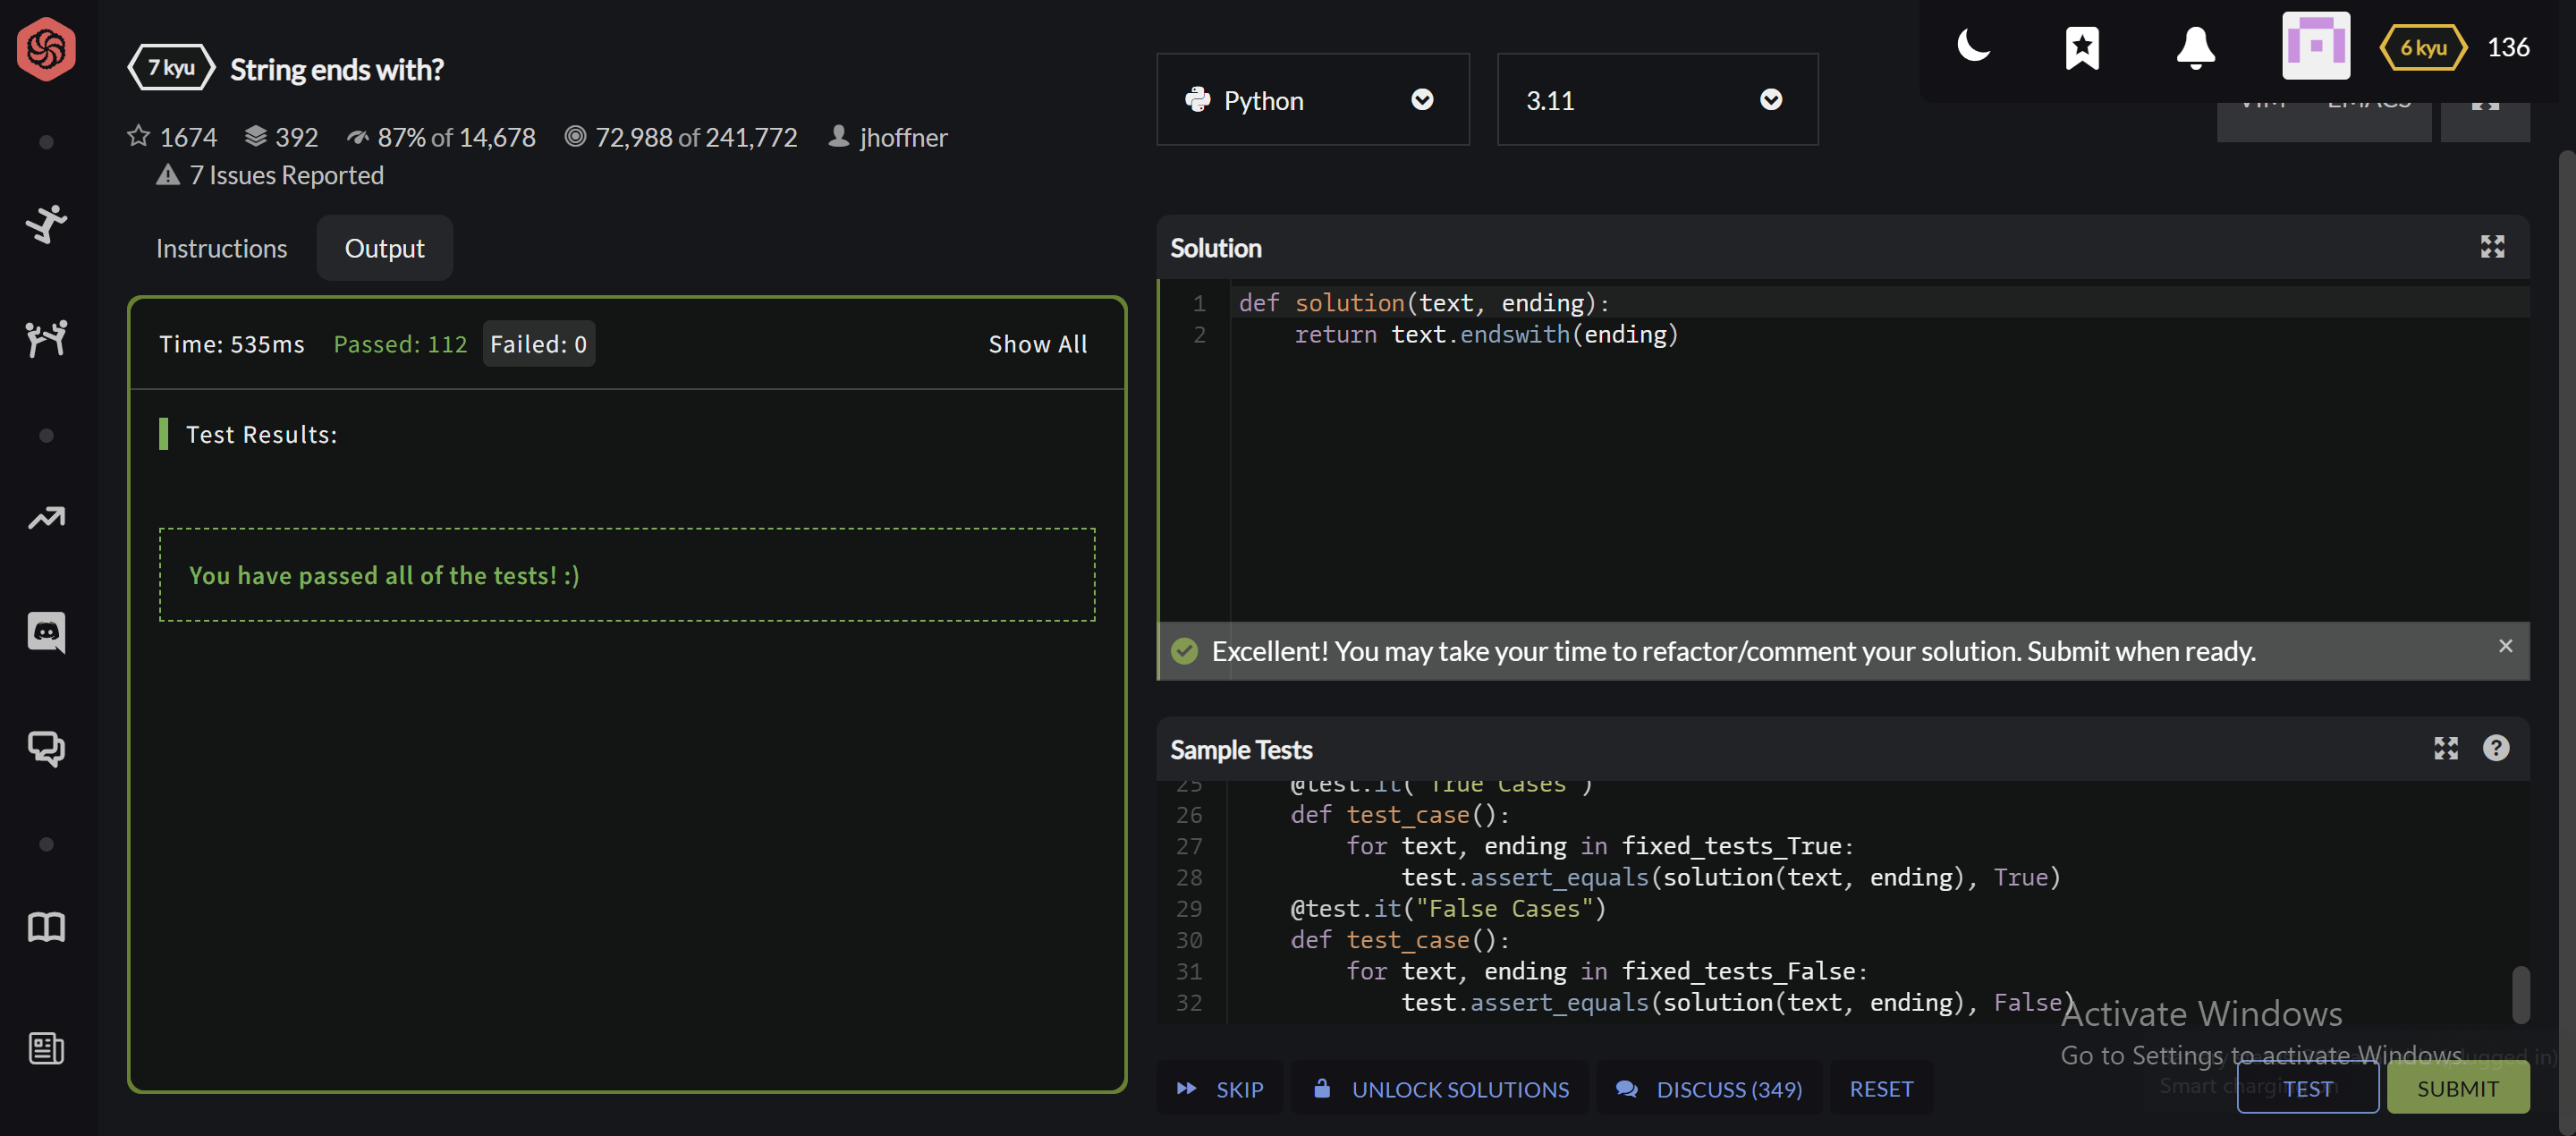 7 kyu String ends with?
1674 392 87% of 14,678 72,988 of 241,772 jhoffner
7 Issues Reported
Instructions Output
Time: 535ms Passed: 112 Failed: 0 Show All
Test Results:
You have passed all of the tests! :)
Python 3.11
VIM EMACS
6 kyu 136
Solution
1 def solution(text, ending):
2 return text.endswith(ending)
Excellent! You may take your time to refactor/comment your solution. Submit when ready.
Sample Tests
25 @test.it("True Cases")
26 def test_case():
27 for text, ending in fixed_tests_True:
28 test.assert_equals(solution(text, ending), True)
29 @test.it("False Cases")
30 def test_case():
31 for text, ending in fixed_tests_False:
32 test.assert_equals(solution(text, ending), False)
Activate Windows
Go to Settings to activate Windows.
SKIP UNLOCK SOLUTIONS DISCUSS (349) RESET TEST SUBMIT